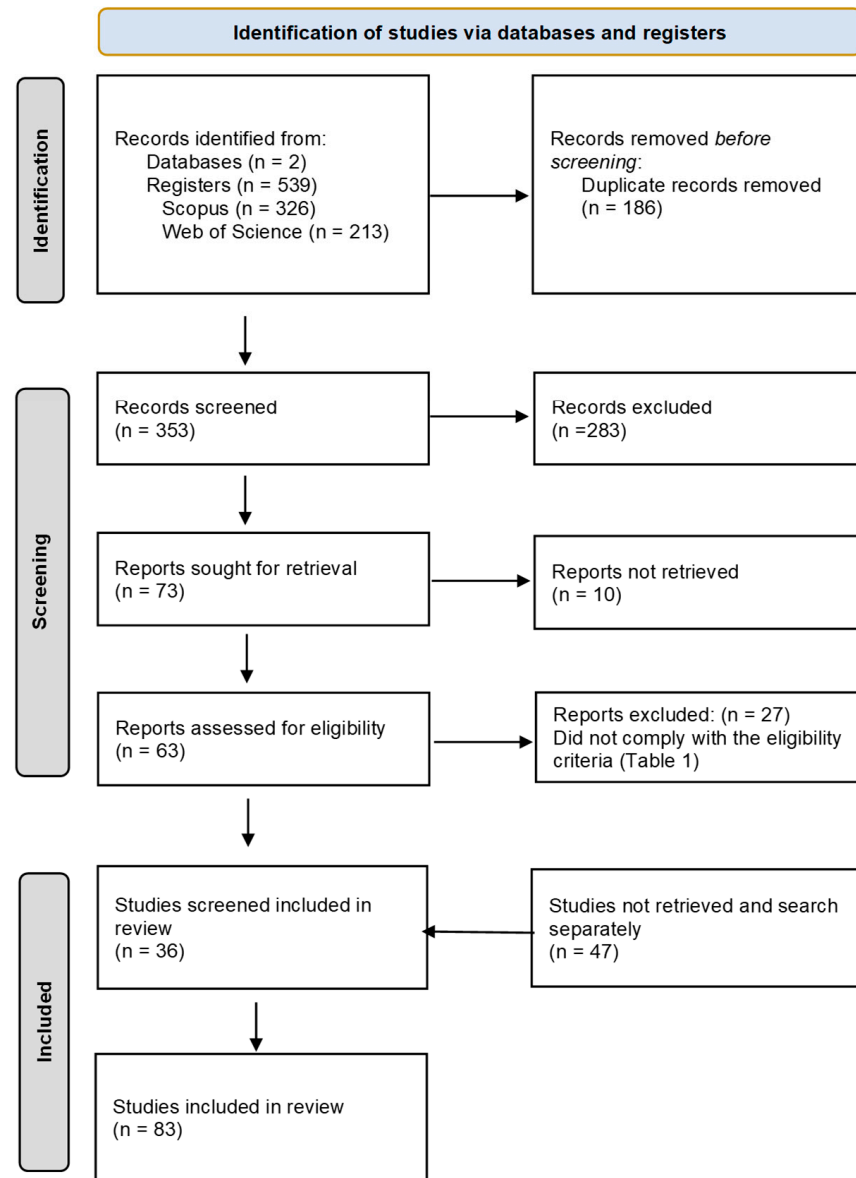 Identification of studies via databases and registers
Identification
Records identified from:
Databases (n = 2)
Registers (n = 539)
Scopus (n = 326)
Web of Science (n = 213)
Records removed before
screening:
Duplicate records removed
(n = 186)
Screening
Records screened
(n = 353)
Records excluded
(n =283)
Reports sought for retrieval
(n = 73)
Reports not retrieved
(n = 10)
Reports assessed for eligibility
(n = 63)
Reports excluded: (n = 27)
Did not comply with the eligibility
criteria (Table 1)
Included
Studies screened included in
review
(n = 36)
Studies not retrieved and search
separately
(n = 47)
Studies included in review
(n = 83)